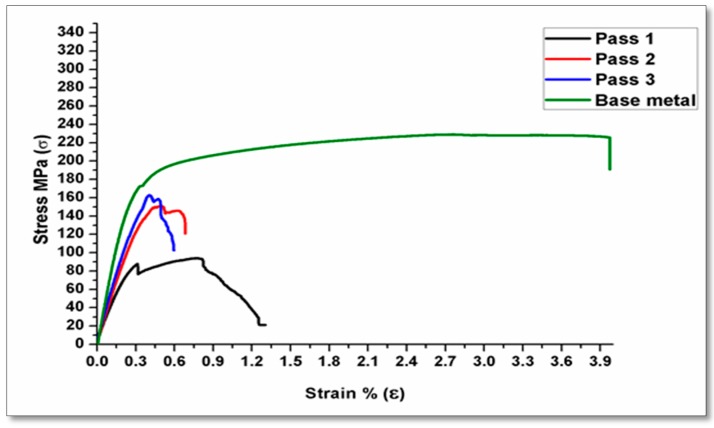 340
320
300
280
260
240
220
200
180
160
140
120
100
80
60
40
20
0
Stress MPa (σ)
Pass 1
Pass 2
Pass 3
Base metal
0.0 0.3 0.6 0.9 1.2 1.5 1.8 2.1 2.4 2.7 3.0 3.3 3.6 3.9
Strain % (ε)